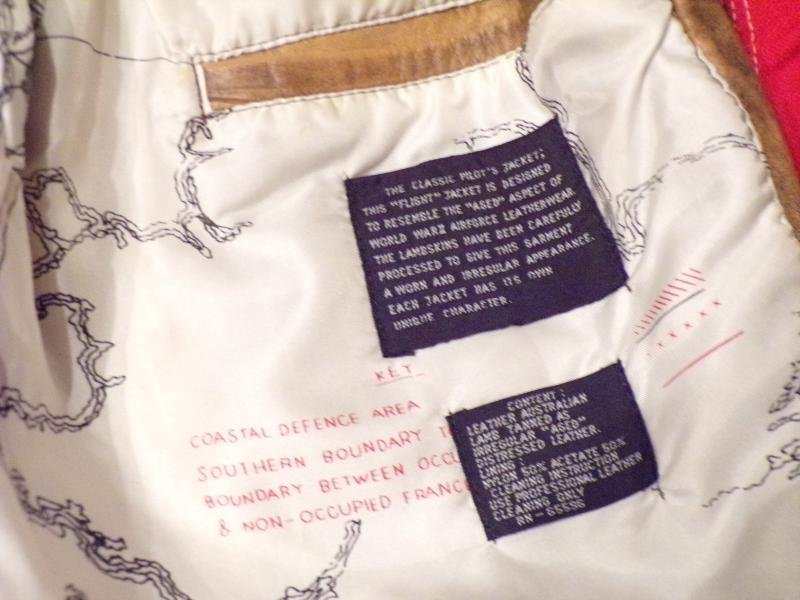 THE CLASSIC PILOT'S JACKET;
THIS "FLIGHT" JACKET IS DESIGNED
TO RESEMBLE THE "AGED" ASPECT OF
WORLD WAR II AIRFORCE LEATHERWEAR
THE LAMBSKINS HAVE BEEN CAREFULLY
PROCESSED TO GIVE THIS GARMENT
A WORN AND IRREGULAR APPEARANCE.
EACH JACKET HAS ITS OWN
UNIQUE CHARACTER.
KEY
COASTAL DEFENCE AREA
SOUTHERN BOUNDARY
BOUNDARY BETWEEN OCCU
& NON-OCCUPIED FRANCE
CONTENT:
LEATHER AUSTRALIAN
LAMB TANNED AS
IRREGULAR "AGED"
DISTRESSED LEATHER.
LINING
NYLON 50% ACETATE 50%
CLEANING INSTRUCTION
USE PROFESSIONAL LEATHER
CLEANING ONLY